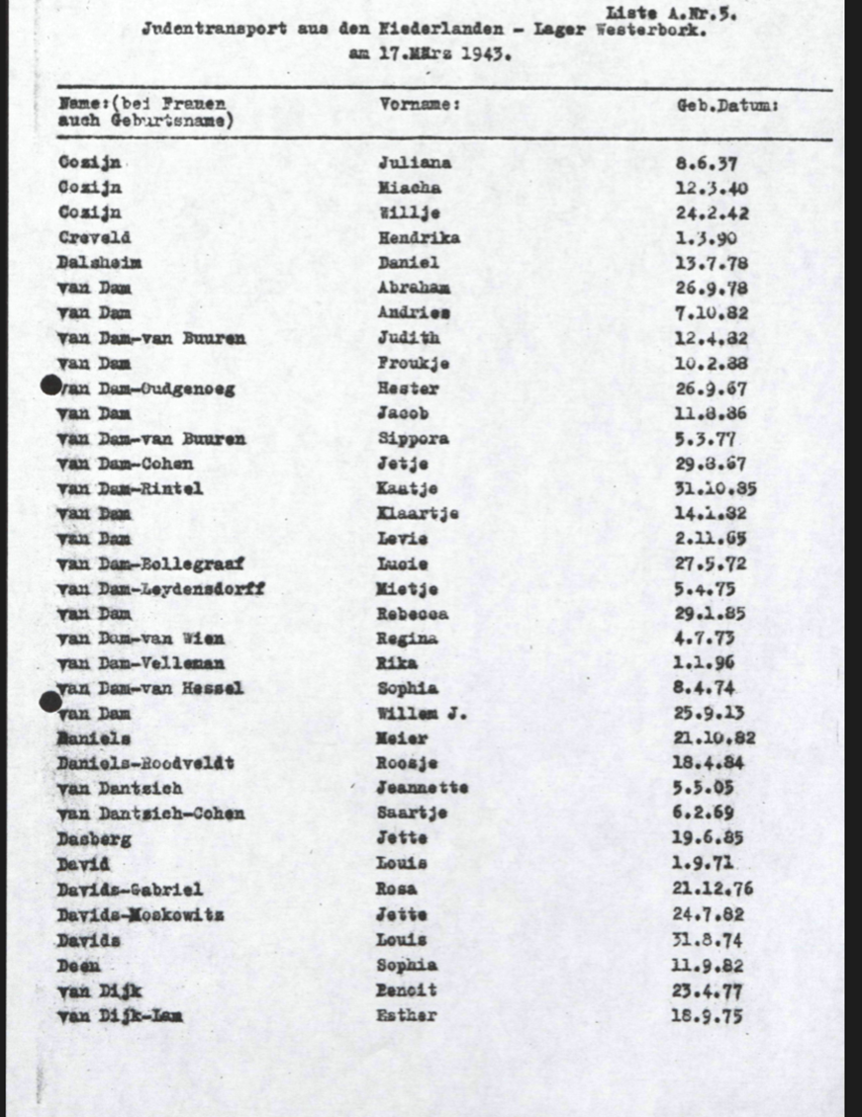 Liste A.Nr.5.
Judentransport aus den Niederlanden - Lager Westerbork.
am 17.März 1943.
Name:(bei Frauen Vorname: Geb.Datum:
auch Geburtsname)
Cozijn Juliana 8.6.37
Cozijn Mischa 12.3.40
Cozijn Willje 24.2.42
Creveld Hendrika 1.3.90
Dalsheim Daniel 13.7.78
van Dam Abraham 26.9.78
van Dam Andries 7.10.82
van Dam-van Buuren Judith 12.4.82
van Dam Froukje 10.2.88
van Dam-Oudgenoeg Hester 26.9.67
van Dam Jacob 11.8.86
van Dam-van Buuren Sippora 5.3.77
van Dam-Cohen Jetje 29.8.67
van Dam-Rintel Kaatje 31.10.85
van Dam Klaartje 14.1.82
van Dam Levie 2.11.65
van Dam-Bollegraaf Lucie 27.5.72
van Dam-Leydensdorff Mietje 5.4.75
van Dam Rebecca 29.1.85
van Dam-van Wien Regina 4.7.73
van Dam-Velleman Rika 1.1.96
van Dam-van Hessel Sophia 8.4.74
van Dam Willem J. 25.9.13
Daniels Meier 21.10.82
Daniels-Roodveldt Roosje 18.4.84
van Dantzich Jeannette 5.5.05
van Dantzich-Cohen Saartje 6.2.69
Dasberg Jette 19.6.85
David Louis 1.9.71
Davids-Gabriel Rosa 21.12.76
Davids-Moskowitz Jette 24.7.82
Davids Louis 31.8.74
Deen Sophia 11.9.82
van Dijk Benoit 23.4.77
van Dijk-Lam Esther 18.9.75